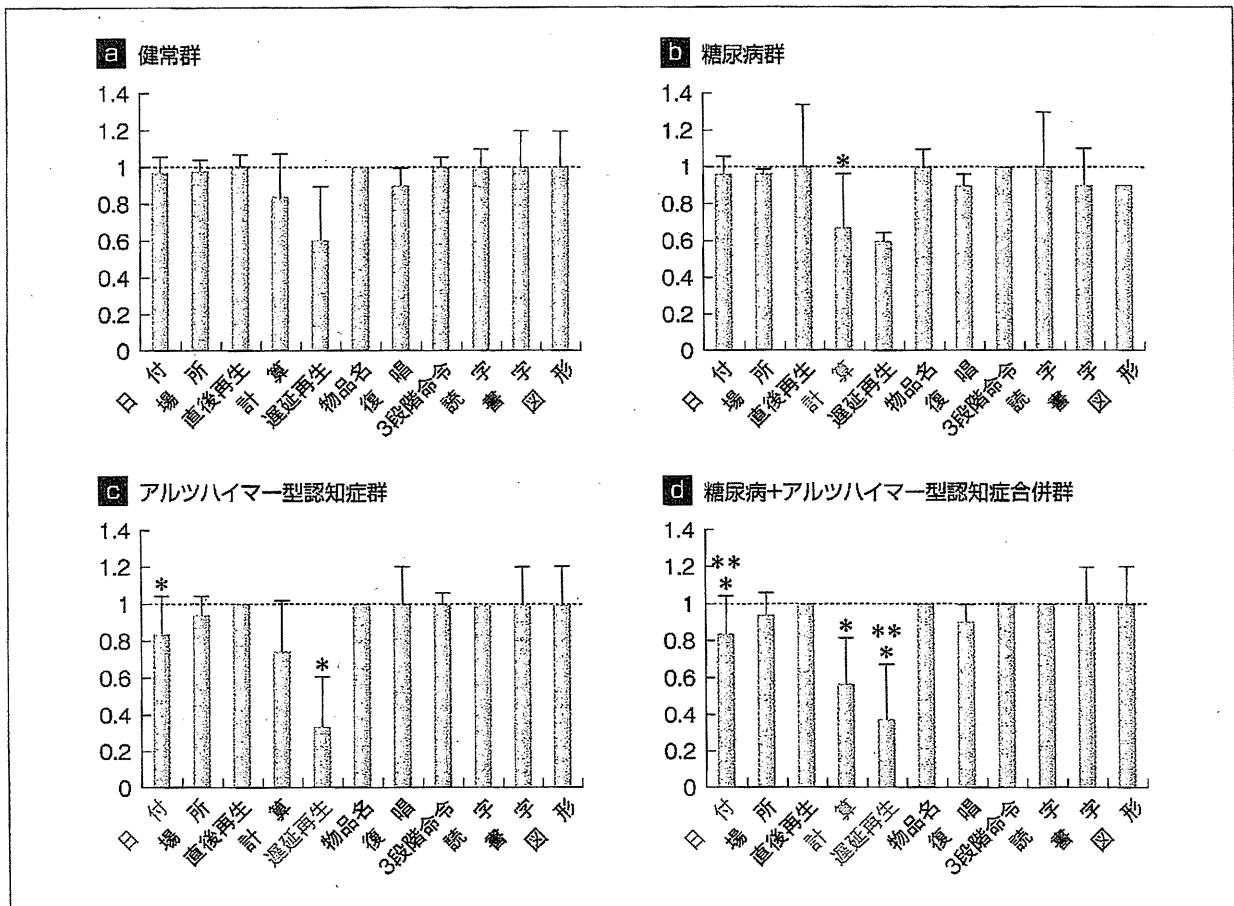 a 健常群
1.4
1.2
1
0.8
0.6
0.4
0.2
0
日付
場所
直後再生
計算
遅延再生
物品名
復唱
3段階命令
読字
書字
図形
b 糖尿病群
1.4
1.2
1
0.8
0.6
0.4
0.2
0
*
日付
場所
直後再生
計算
遅延再生
物品名
復唱
3段階命令
読字
書字
図形
c アルツハイマー型認知症群
1.4
1.2
1
0.8
0.6
0.4
0.2
0
*
*
日付
場所
直後再生
計算
遅延再生
物品名
復唱
3段階命令
読字
書字
図形
d 糖尿病+アルツハイマー型認知症合併群
1.4
1.2
1
0.8
0.6
0.4
0.2
0
**
*
*
**
*
日付
場所
直後再生
計算
遅延再生
物品名
復唱
3段階命令
読字
書字
図形